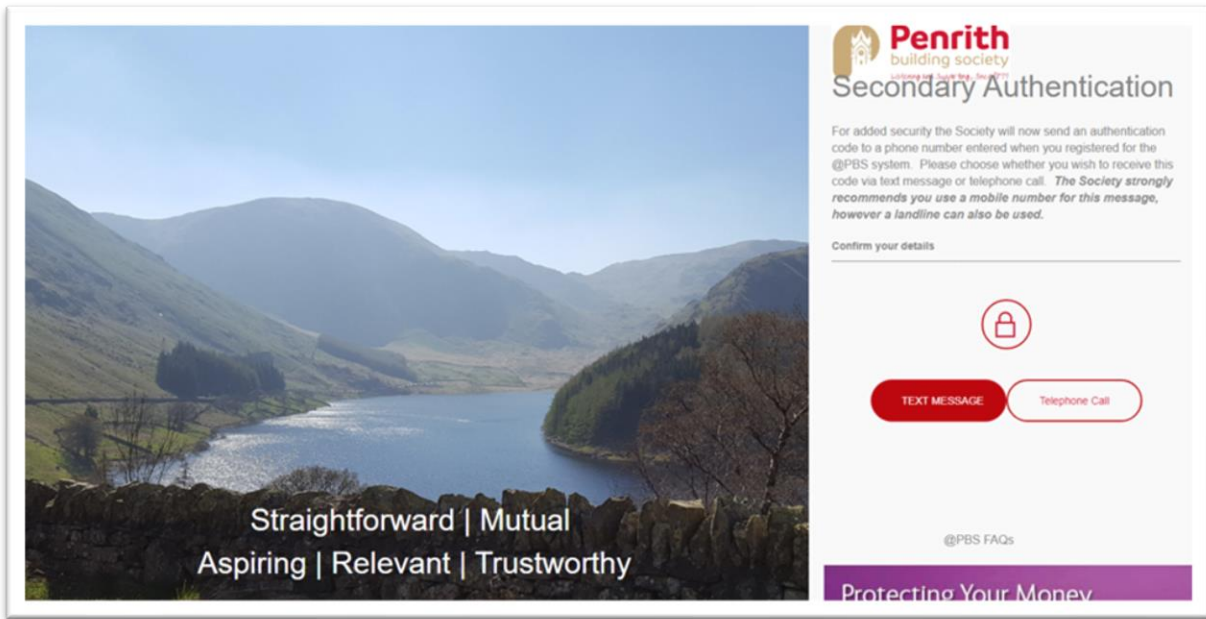 Penrith
building society
Secondary Authentication
For added security the Society will now send an authentication
code to a phone number entered when you registered for the
@PBS system. Please choose whether you wish to receive this
code via text message or telephone call. The Society strongly
recommends you use a mobile number for this message,
however a landline can also be used.
Confirm your details
TEXT MESSAGE
Telephone Call
Straightforward | Mutual
Aspiring | Relevant | Trustworthy
@PBS FAQs
Protecting Your Money